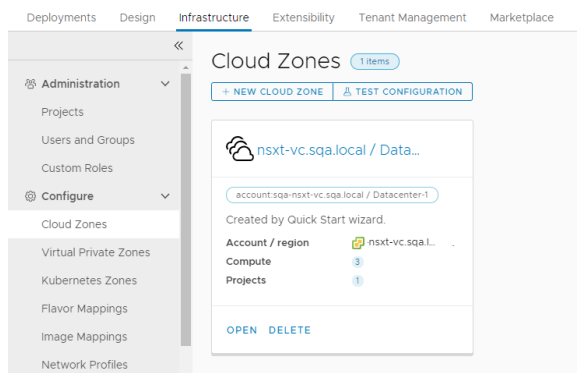 Deployments Design Infrastructure Extensibility Tenant Management Marketplace
«
Administration
Projects
Users and Groups
Custom Roles
Configure
Cloud Zones
Virtual Private Zones
Kubernetes Zones
Flavor Mappings
Image Mappings
Network Profiles
Cloud Zones 1 items
+ NEW CLOUD ZONE TEST CONFIGURATION
nsxt-vc.sqa.local / Data...
account:sqa-nsxt-vc.sqa.local / Datacenter-1
Created by Quick Start wizard.
Account / region -nsxt-vc.sqa.l... .
Compute 3
Projects 1
OPEN DELETE